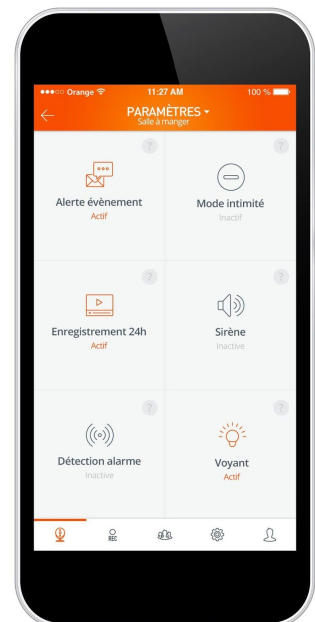 Orange 11:27 AM 100 %
PARAMÈTRES
Salle à manger
? ?
Alerte évènement Mode intimité
Actif Inactif
? ?
Enregistrement 24h Sirène
Actif Inactive
? ?
Détection alarme Voyant
Inactive Actif
REC